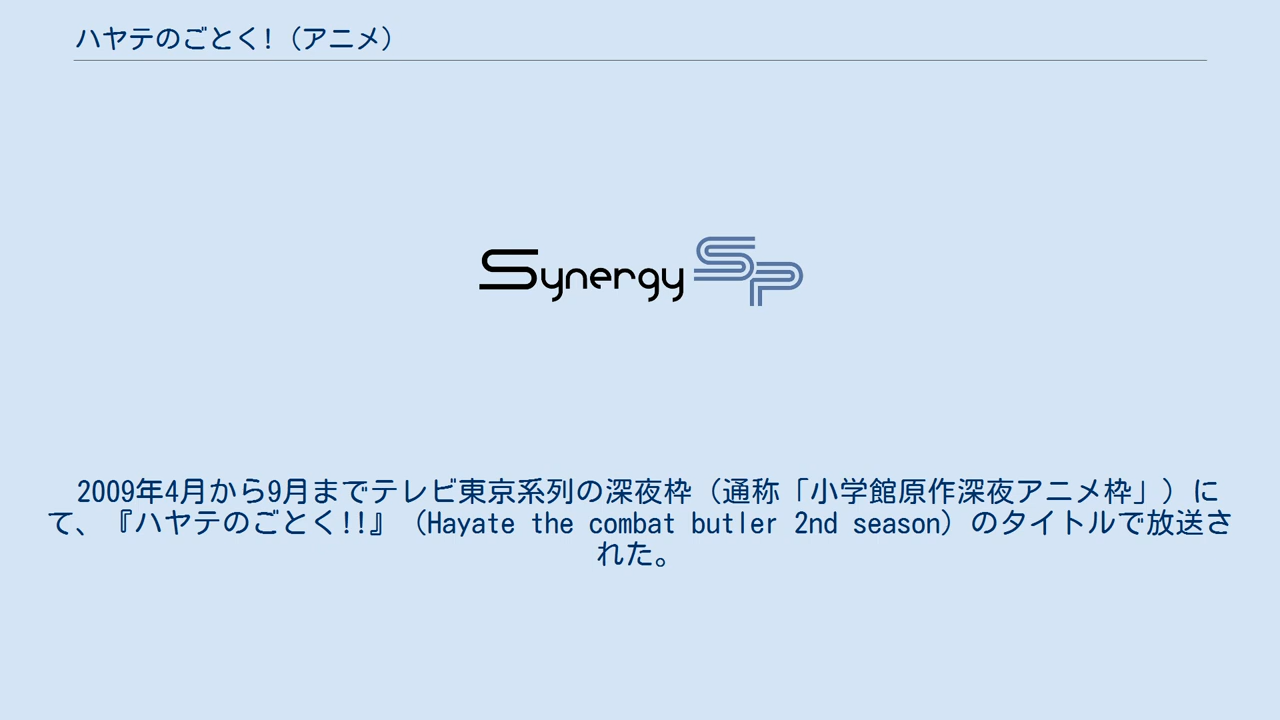 ハヤテのごとく!（アニメ）
Synergy SP
2009年4月から9月までテレビ東京系列の深夜枠（通称「小学館原作深夜アニメ枠」）に
て、『ハヤテのごとく!!』（Hayate the combat butler 2nd season）のタイトルで放送さ
れた。